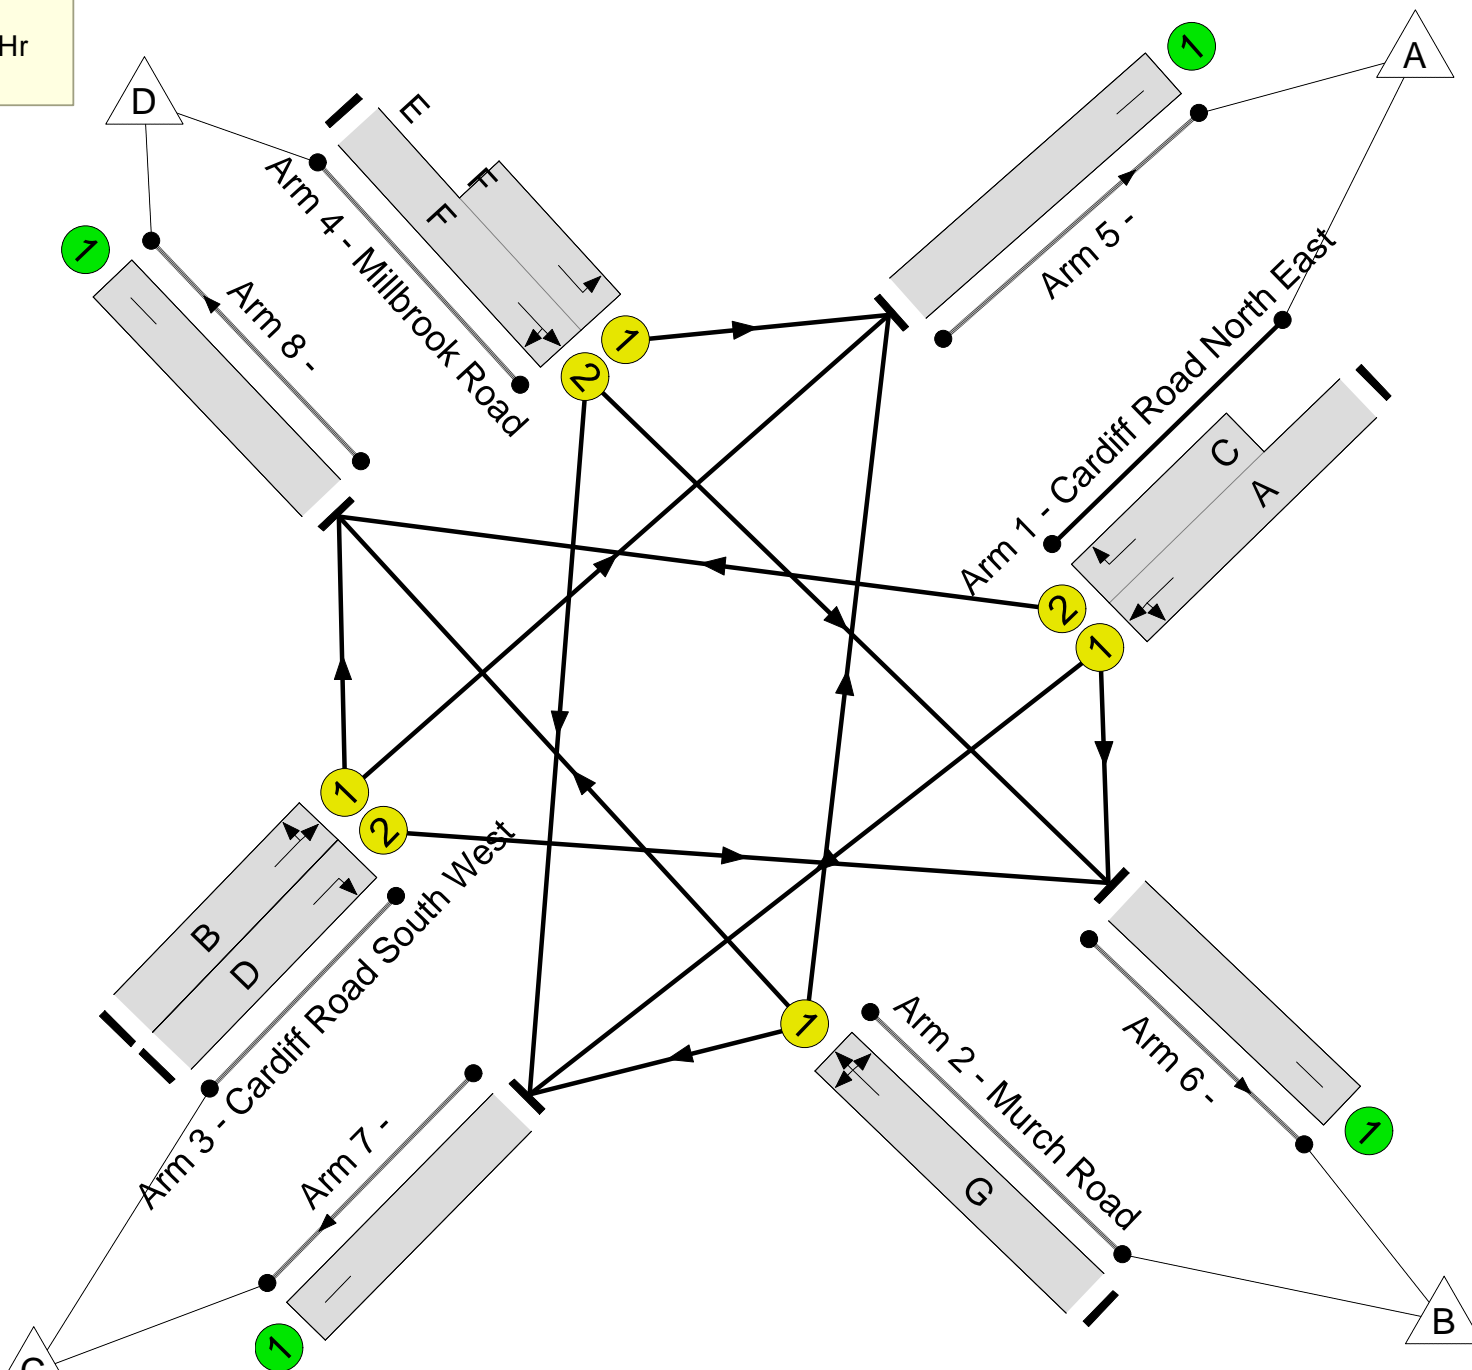 Hr
D
A
1
E
F
F
Arm 4 - Millbrook Road
Arm 5 -
1
Arm 8 -
Arm 1 - Cardiff Road North East
1
2
C
A
2
1
1
2
B
D
Arm 3 - Cardiff Road South West
1
Arm 2 - Murch Road
G
Arm 6 -
1
Arm 7 -
1
B
C